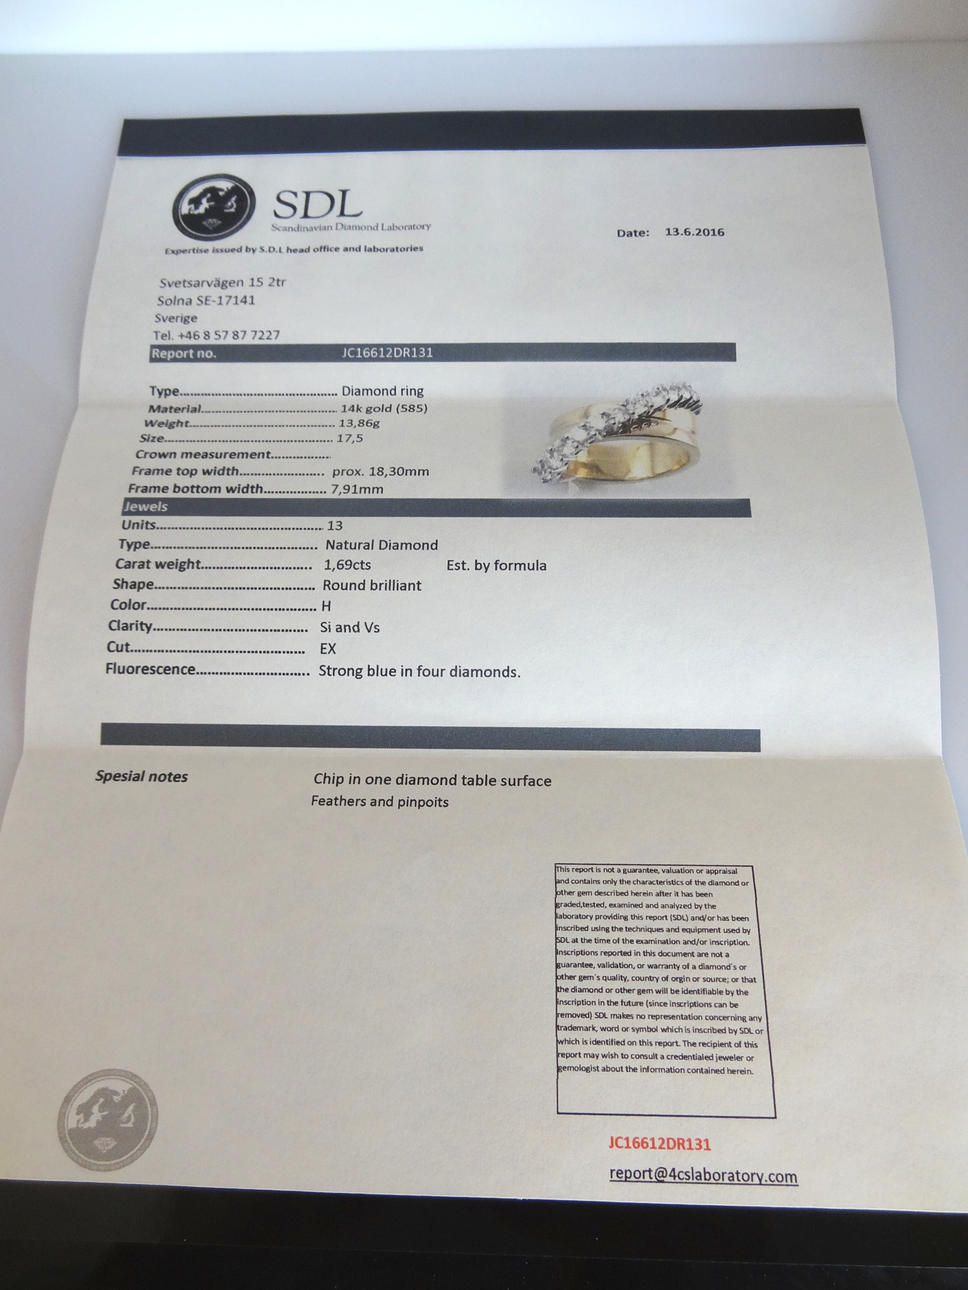 SDL
Scandinavian Diamond Laboratory
Expertise issued by S.D.L head office and laboratories
Date: 13.6.2016
Svetsarvägen 15 2tr
Solna SE-17141
Sverige
Tel. +46 8 57 87 7227
Report no. JC16612DR131
Type............................................. Diamond ring
Material....................................... 14k gold (585)
Weight.......................................... 13,86g
Size................................................ 17,5
Crown measurement.................
Frame top width......................... prox. 18,30mm
Frame bottom width.................. 7,91mm
Jewels
Units................................................ 13
Type................................................ Natural Diamond
Carat weight................................ 1,69cts Est. by formula
Shape.............................................. Round brilliant
Color................................................ H
Clarity............................................. Si and Vs
Cut.................................................. EX
Fluorescence................................. Strong blue in four diamonds.
Spesial notes Chip in one diamond table surface
Feathers and pinpoits
This report is not a guarantee, valuation or appraisal
and contains only the characteristics of the diamond or
other gem described herein after it has been
graded,tested, examined and analyzed by the
laboratory providing this report (SDL) and/or has been
inscribed using the techniques and equipment used by
SDL at the time of the examination and/or inscription.
Inscriptions reported in this document are not a
guarantee, validation, or warranty of a diamond´s or
other gem´s quality, country of orgin or source; or that
the diamond or other gem will be identifiable by the
inscription in the future (since inscriptions can be
removed) SDL makes no representation concerning any
trademark, word or symbol which is inscribed by SDL or
which is identified on this report. The recipient of this
report may wish to consult a credentialed jeweler or
gemologist about the information contained herein.
JC16612DR131
report@4cslaboratory.com